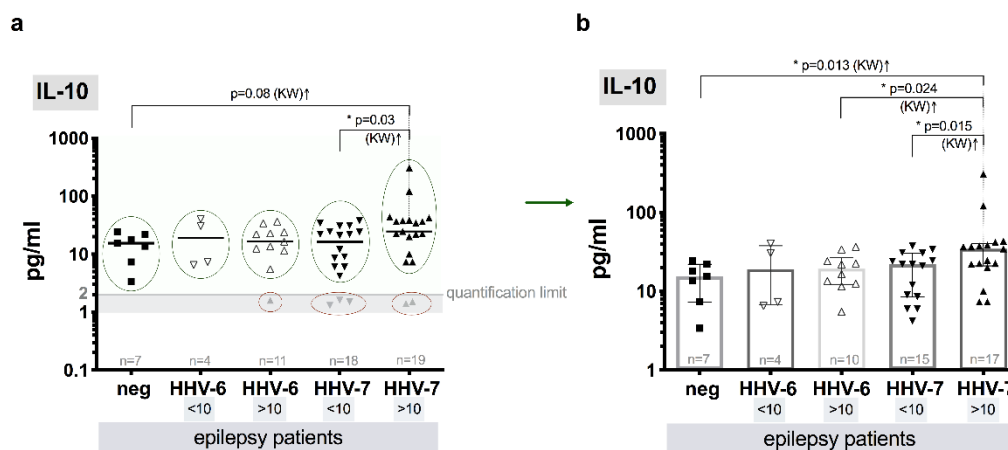 a
IL-10
p=0.08 (KW)↑
* p=0.03
(KW)↑
pg/ml
1000
100
10
2
1
0.1
quantification limit
n=7 n=4 n=11 n=18 n=19
neg HHV-6 HHV-6 HHV-7 HHV-7
<10 >10 <10 >10
epilepsy patients
b
IL-10
* p=0.013 (KW)↑
* p=0.024
(KW)↑
* p=0.015
(KW)↑
pg/ml
1000
100
10
1
n=7 n=4 n=10 n=15 n=17
neg HHV-6 HHV-6 HHV-7 HHV-7
<10 >10 <10 >10
epilepsy patients